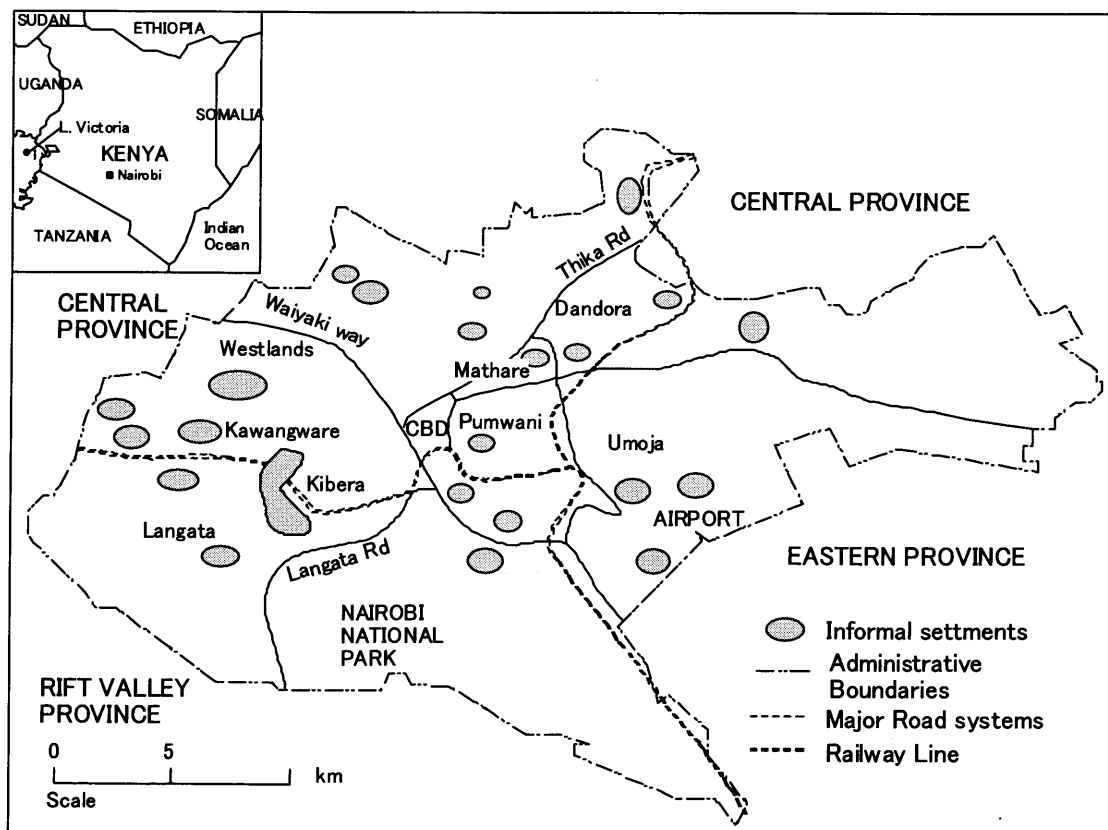 SUDAN
ETHIOPIA
UGANDA
SOMALIA
L. Victoria
KENYA
Nairobi
TANZANIA
Indian
Ocean
CENTRAL PROVINCE
CENTRAL
PROVINCE
Thika Rd
Waiyaki way
Dandora
Westlands
Mathare
CBD
Pumwani
Kawangware
Umoja
Kibera
Langata
AIRPORT
Langata Rd
EASTERN PROVINCE
NAIROBI
NATIONAL
PARK
RIFT VALLEY
PROVINCE
Informal settments
Administrative
Boundaries
Major Road systems
Railway Line
0 5 km
Scale